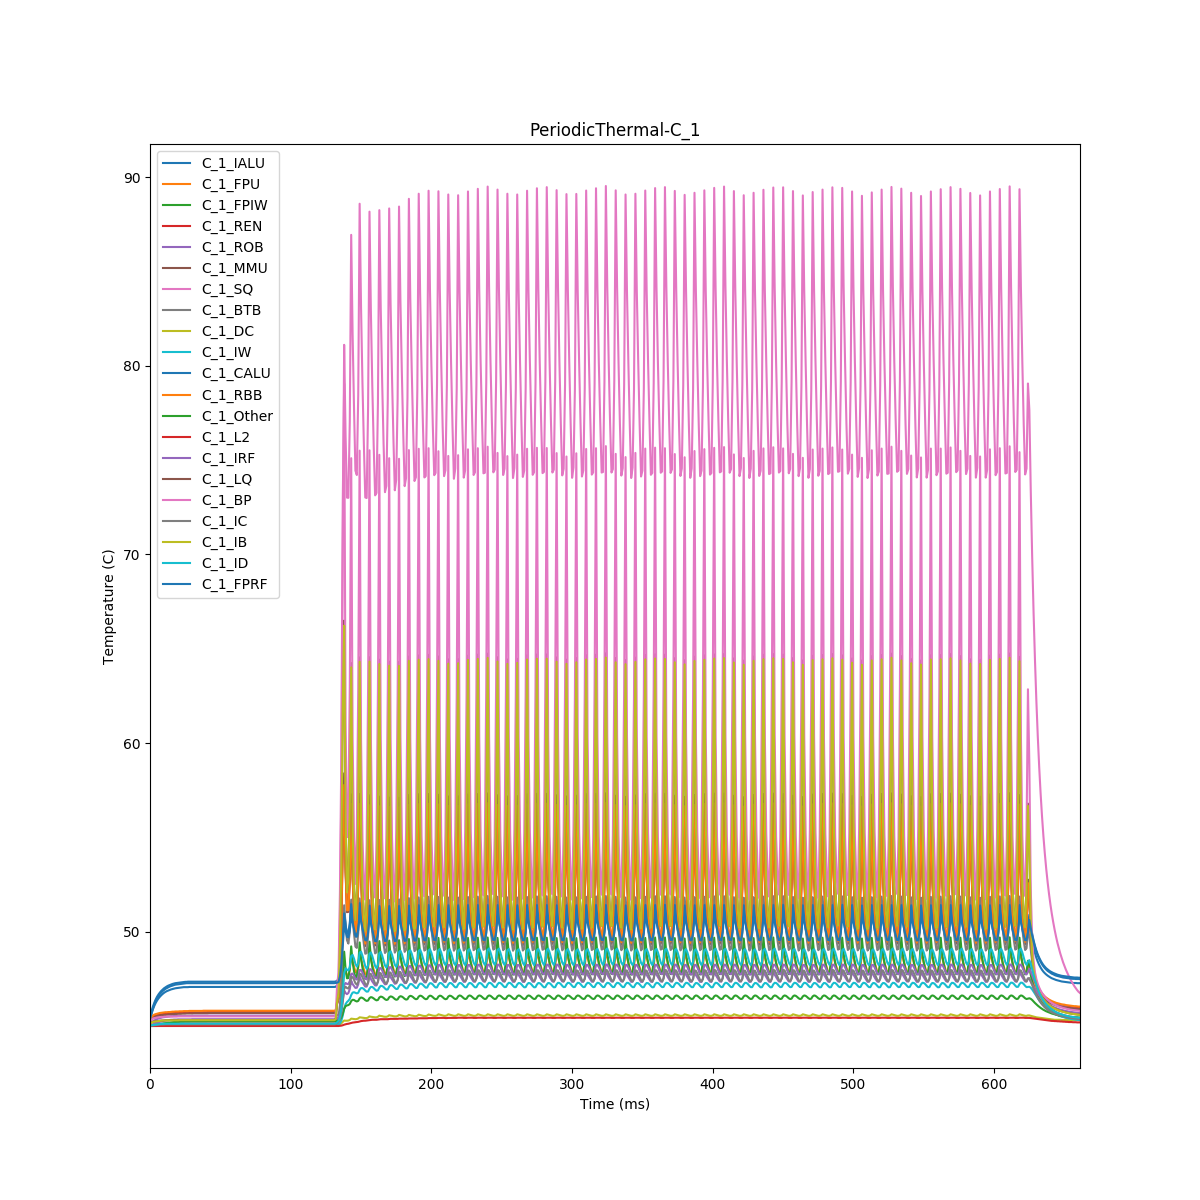 PeriodicThermal-C_1
C_1_IALU
C_1_FPU
C_1_FPIW
C_1_REN
C_1_ROB
C_1_MMU
C_1_SQ
C_1_BTB
C_1_DC
C_1_IW
C_1_CALU
C_1_RBB
C_1_Other
C_1_L2
C_1_IRF
C_1_LQ
C_1_BP
C_1_IC
C_1_IB
C_1_ID
C_1_FPRF
90
80
70
60
50
Temperature (C)
0 100 200 300 400 500 600
Time (ms)